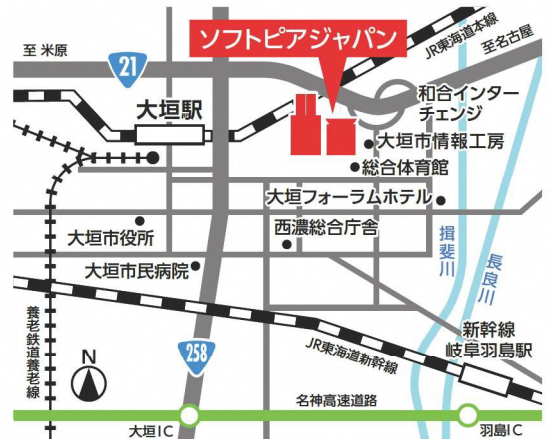 ソフトピアジャパン
JR東海道本線
至 米原
至名古屋
21
大垣駅
和合インター
チェンジ
大垣市情報工房
総合体育館
大垣フォーラムホテル
大垣市役所
西濃総合庁舎
大垣市民病院
揖斐川
長良川
養老鉄道養老線
N
258
JR東海道新幹線
新幹線
岐阜羽島駅
名神高速道路
大垣IC
羽島IC